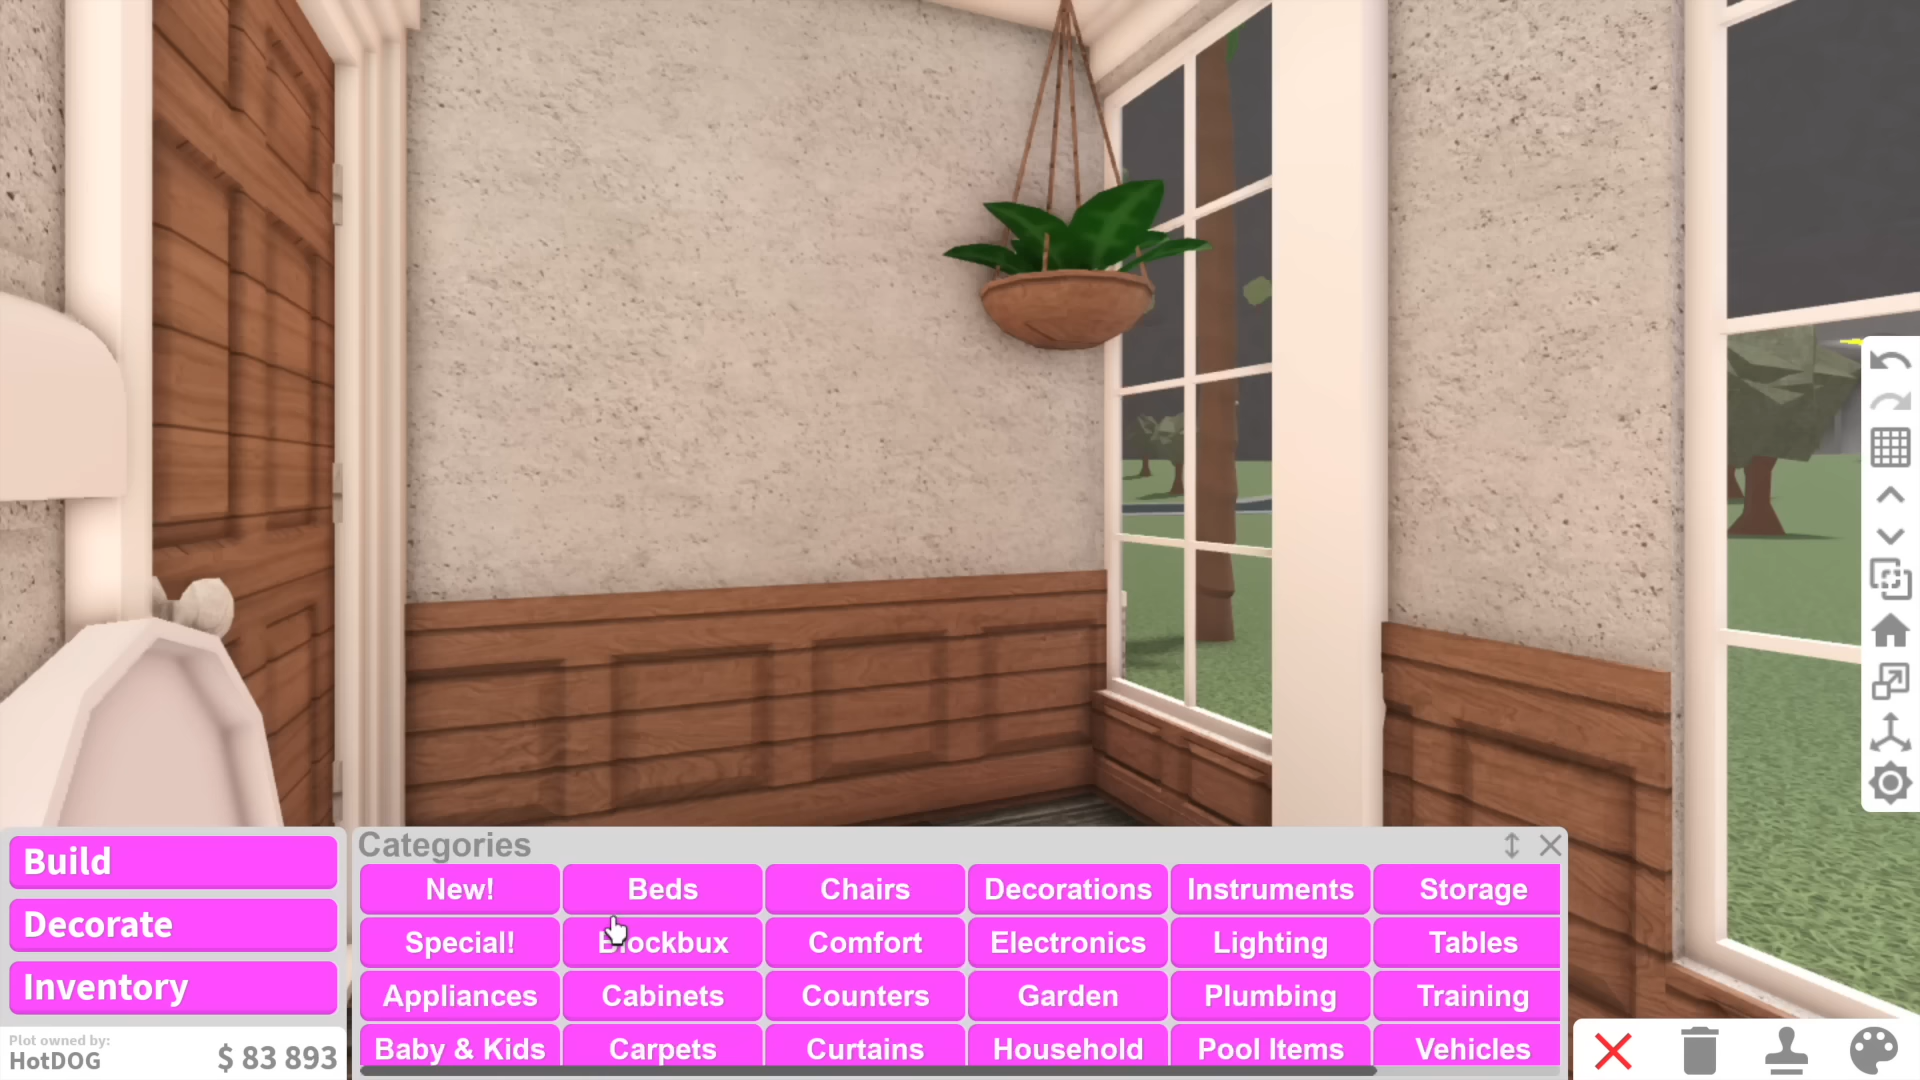 Build
Decorate
Inventory
Plot owned by:
HotDOG
$ 83 893
Categories
New! Beds Chairs Decorations Instruments Storage
Special! Blockbux Comfort Electronics Lighting Tables
Appliances Cabinets Counters Garden Plumbing Training
Baby & Kids Carpets Curtains Household Pool Items Vehicles